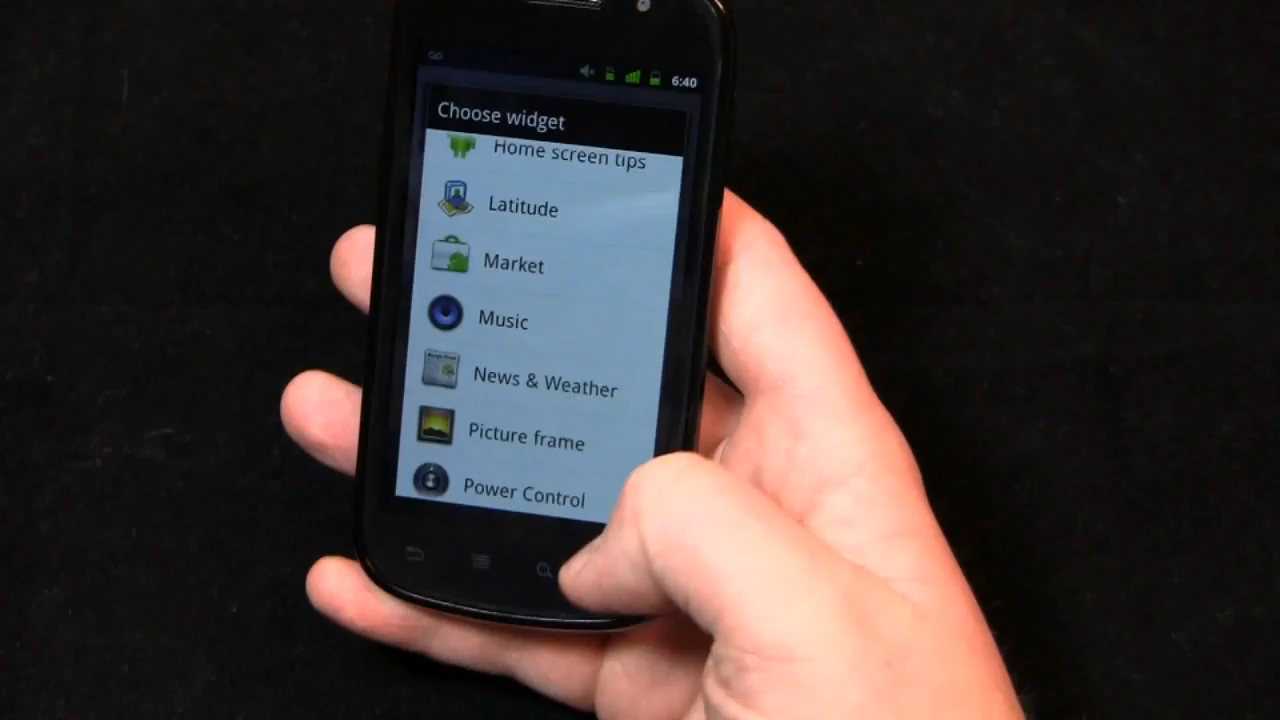 6:40
Choose widget
Home screen tips
Latitude
Market
Music
News & Weather
Picture frame
Power Control